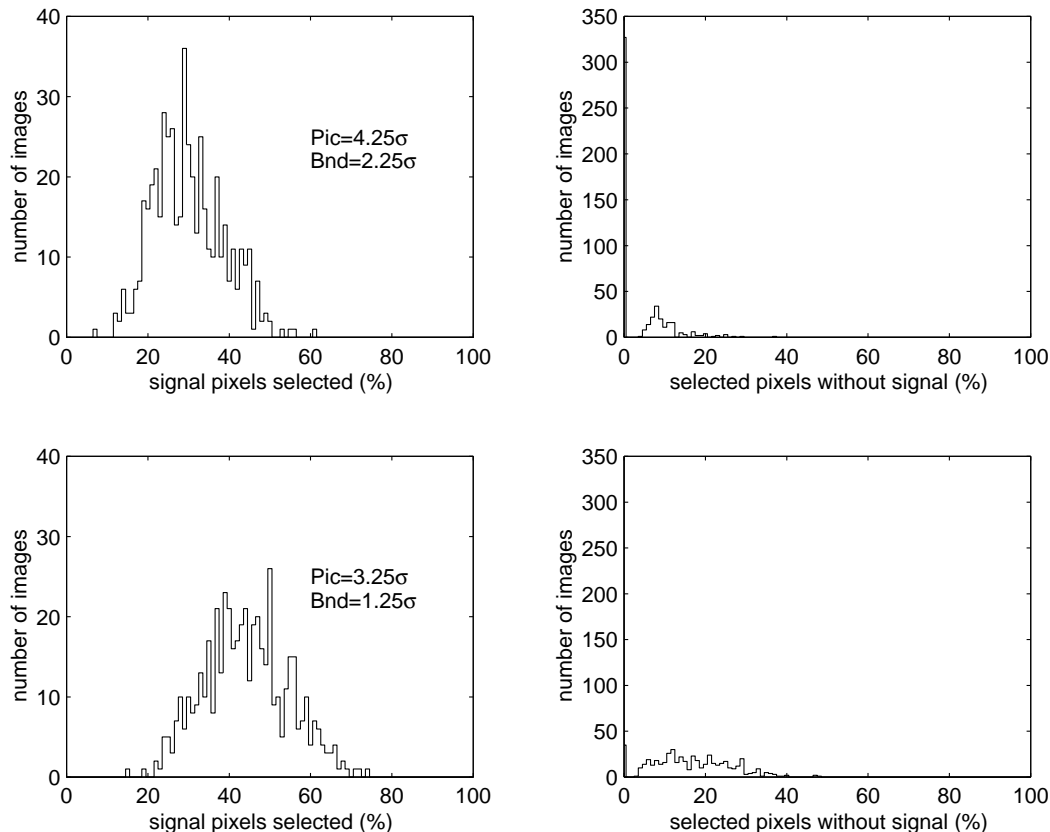 40
30
20
10
0
0 20 40 60 80 100
number of images
signal pixels selected (%)
Pic=4.25σ
Bnd=2.25σ
350
300
250
200
150
100
50
0
0 20 40 60 80 100
number of images
selected pixels without signal (%)
40
30
20
10
0
0 20 40 60 80 100
number of images
signal pixels selected (%)
Pic=3.25σ
Bnd=1.25σ
350
300
250
200
150
100
50
0
0 20 40 60 80 100
number of images
selected pixels without signal (%)